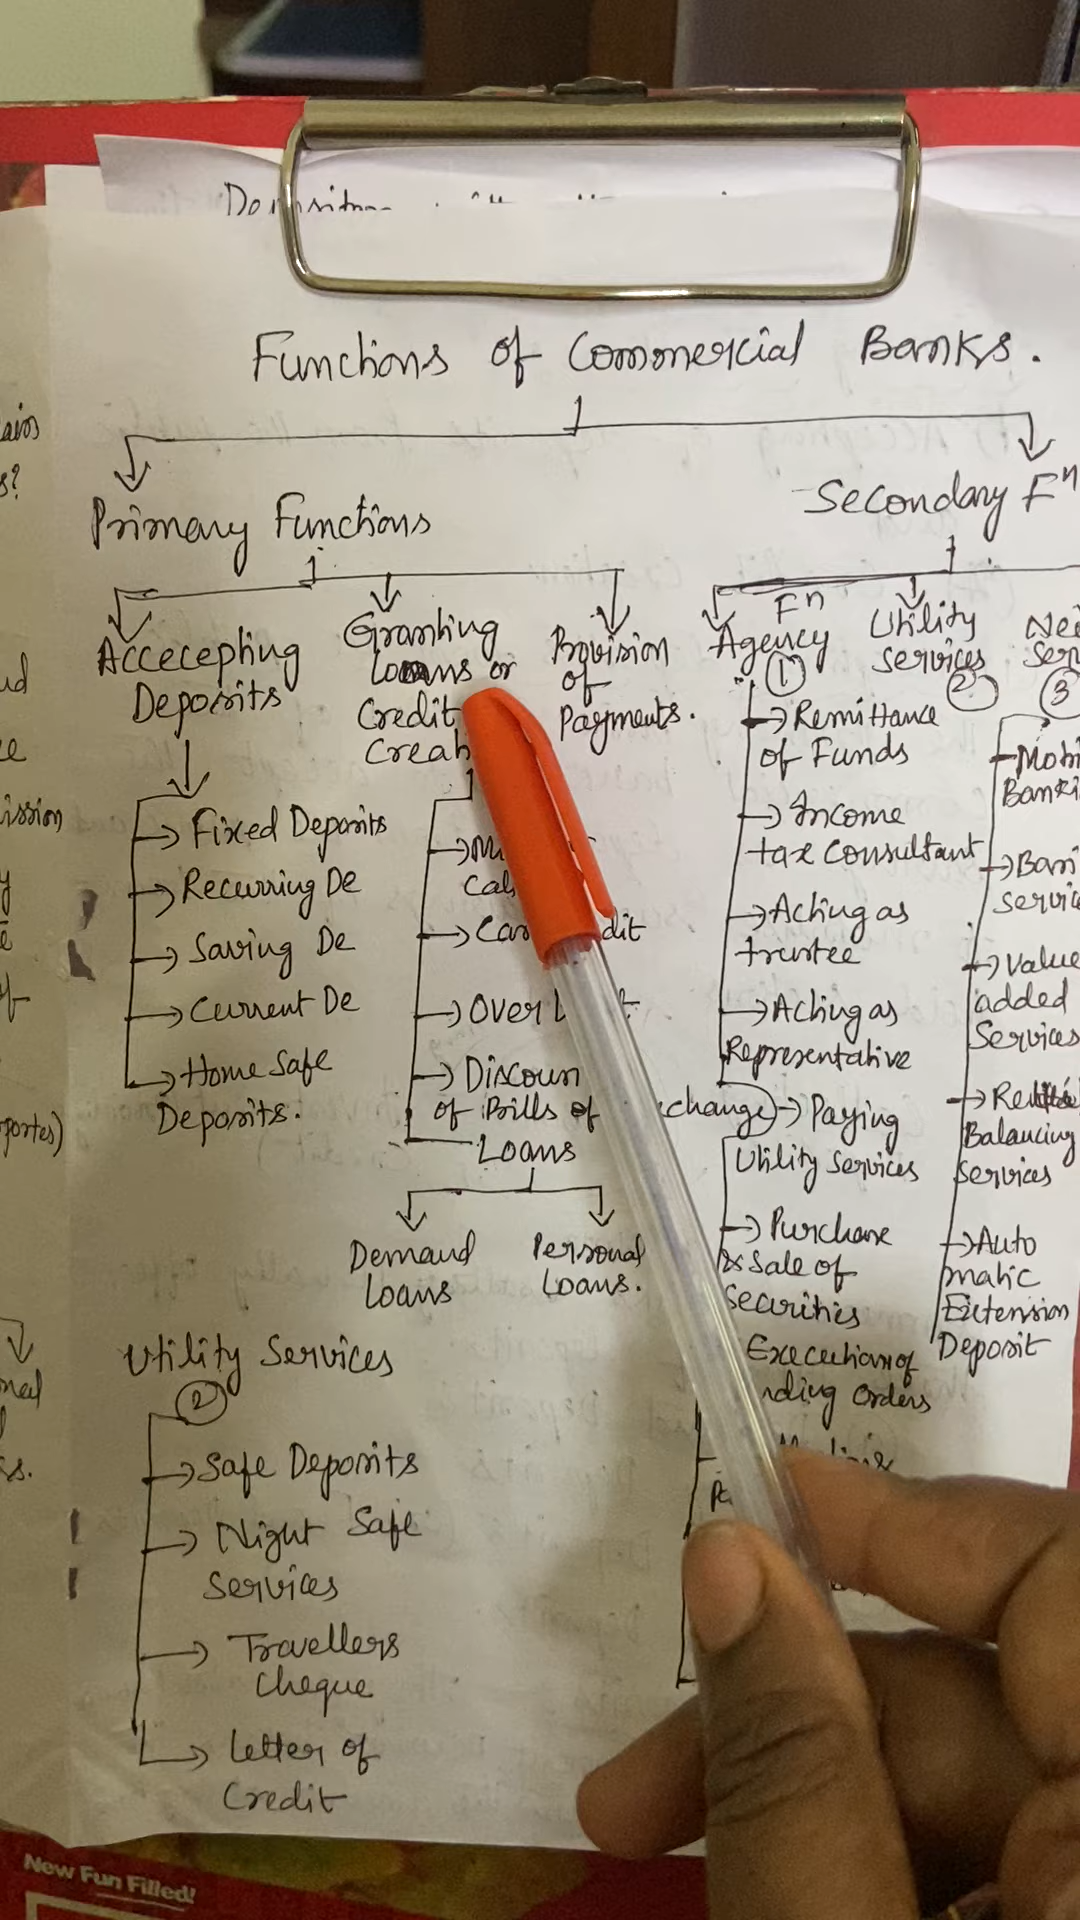 Functions of Commercial Banks.
Primary Functions
Secondary Fn
Accecepting
Deposits
Granting
Loans or
Credit
Provision
of
Payments.
Fn
Agency
1
Utility
Services
2
3
→ Fixed Deposits
→ Recurring De
→ Saving De
→ Current De
→ Home Safe
Deposits.
→ Over
→ Discoun
of Bills of
change) → Paying
Loans
Demand
Loans
Personal
Loans.
→ Remittance
of Funds
→ Income
tax Consultant
→ Acting as
trustee
→ Acting as
Representative
Utility Services
→ Purchase
& Sale of
Securities
Execution of
Orders
→ Value
added
Services
Balancing
Services
→ Auto
matic
Extension
Deposit
Utility Services
2
→ Safe Deposits
→ Night Safe
Services
→ Travellers
Cheque
→ Letter of
Credit
New Fun Filled!